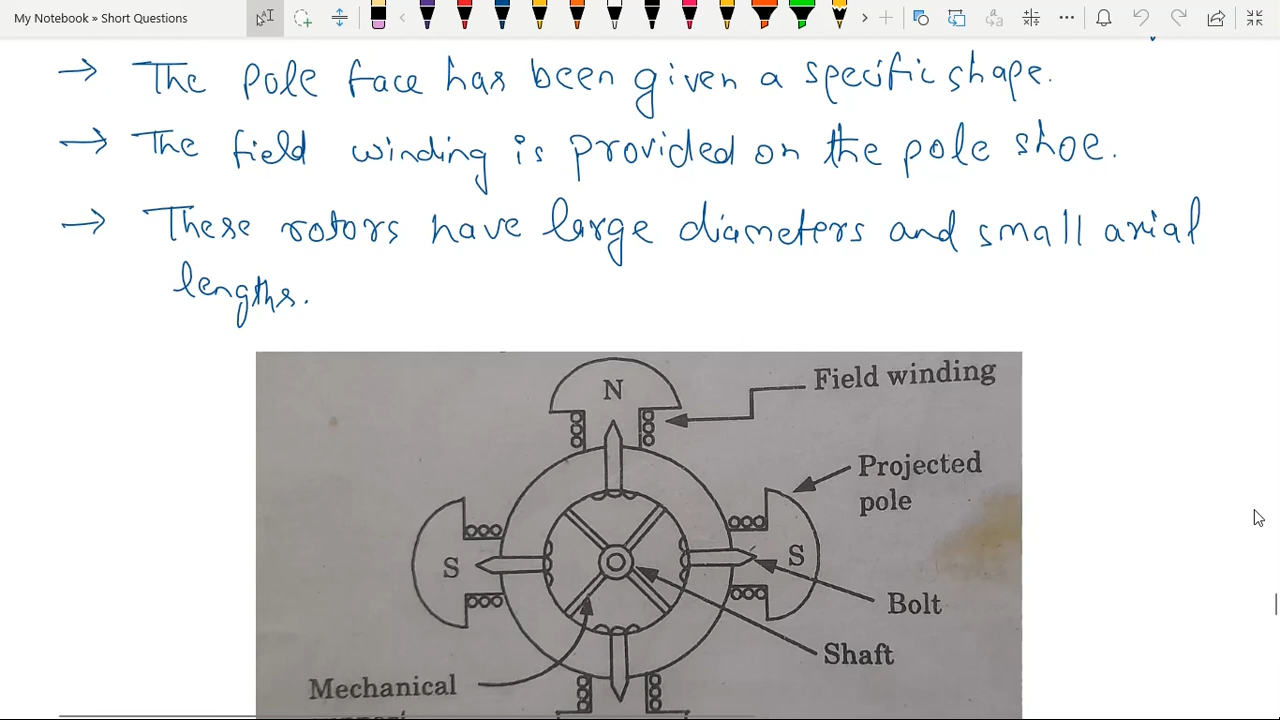 My Notebook » Short Questions
→ The pole face has been given a specific shape.
→ The field winding is provided on the pole shoe.
→ These rotors have large diameters and small axial
lengths.
N
Field winding
Projected
pole
S
S
Bolt
Shaft
Mechanical